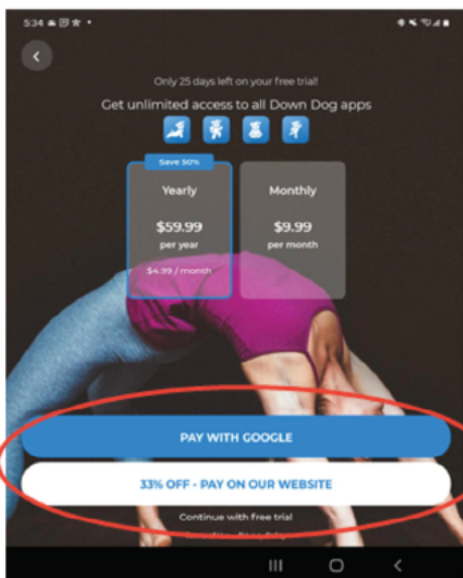 5:34
Only 25 days left on your free trial!
Get unlimited access to all Down Dog apps
Save 50%
Yearly
$59.99
per year
$4.99 / month
Monthly
$9.99
per month
PAY WITH GOOGLE
33% OFF - PAY ON OUR WEBSITE
Continue with free trial